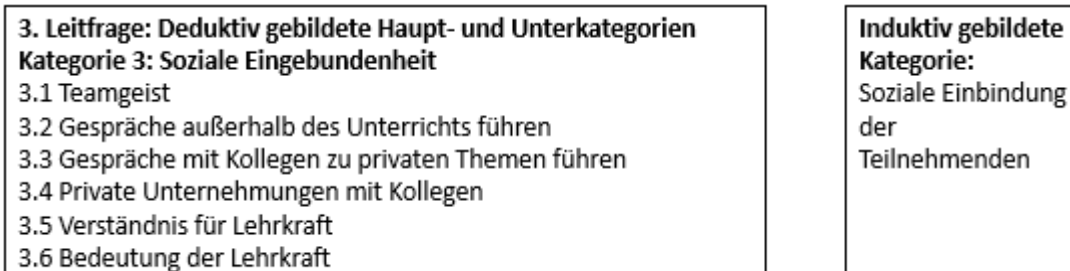 3. Leitfrage: Deduktiv gebildete Haupt- und Unterkategorien
Kategorie 3: Soziale Eingebundenheit
3.1 Teamgeist
3.2 Gespräche außerhalb des Unterrichts führen
3.3 Gespräche mit Kollegen zu privaten Themen führen
3.4 Private Unternehmungen mit Kollegen
3.5 Verständnis für Lehrkraft
3.6 Bedeutung der Lehrkraft
Induktiv gebildete
Kategorie:
Soziale Einbindung
der
Teilnehmenden